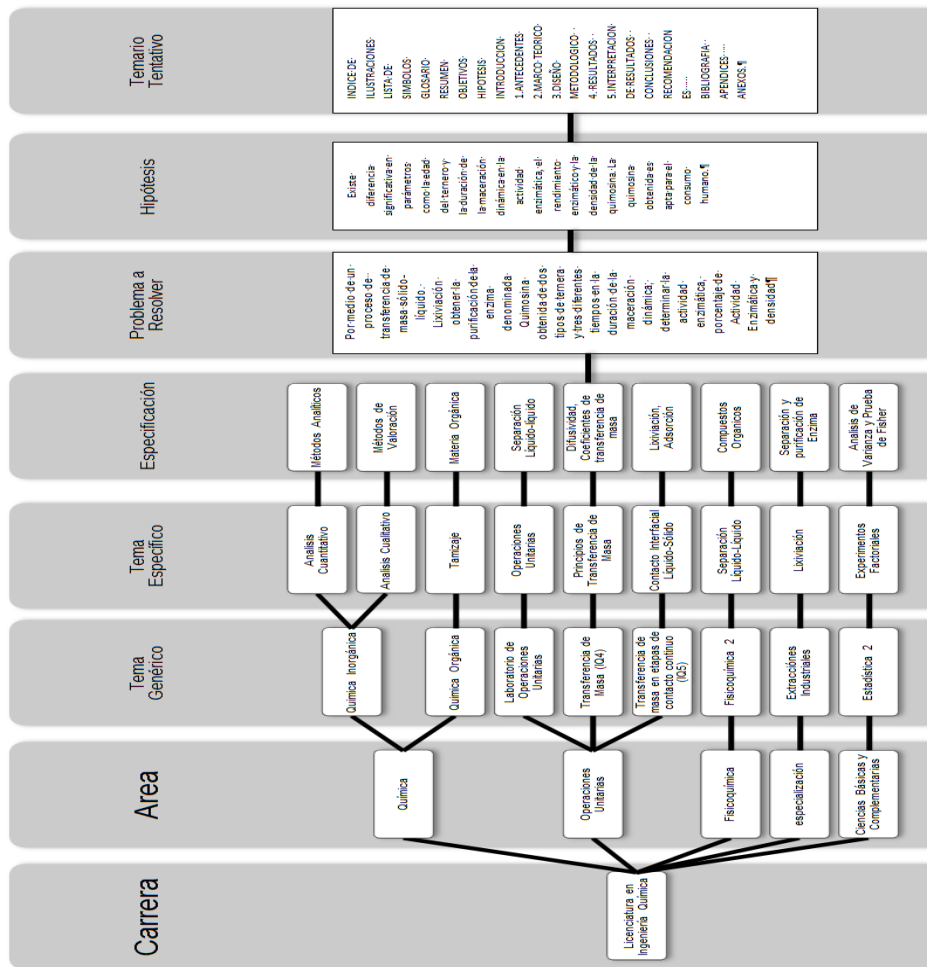 Carrera
Licenciatura en
Ingeniería Química
Area
Química
Operaciones
Unitarias
Fisicoquímica
especialización
Ciencias Básicas y
Complementarias
Tema
Genérico
Química Inorgánica
Química Orgánica
Laboratorio de
Operaciones
Unitarias
Transferencia de
Masa (IQ4)
Transferencia de
masa en etapas de
contacto continuo
(IQ5)
Fisicoquímica 2
Extracciónes
Industriales
Estadística 2
Tema
Específico
Analisis
Cuantitativo
Analisis Cualitativo
Tamizaje
Operaciones
Unitarias
Principios de
Transferencia de
Masa
Contacto Interfacial
Líquido-Sólido
Separación
Líquido-Líquido
Lixiviación
Experimentos
Factoriales
Especificación
Métodos Analíticos
Métodos de
Valoración
Materia Orgánica
Separación
Líquido-líquido
Difusividad,
Coeficientes de
transferencia de
masa
Lixiviación,
Adsorción
Compuestos
Organicos
Separación y
purificación de
Enzima
Analisis de
Varianza y Prueba
de Fisher
Problema a
Resolver
Por·medio·de·un·
proceso·de··
transferencia·de·
masa·sólido-
líquido.·
Lixiviación·
obtener·la·
purificación·de·la·
enzima·
denominada·
Quimosina·
obtenida·de·dos·
tipos·de·ternera·
y·tres·diferentes·
tiempos·en·la·
duración·de·la·
maceración·
dinámica;·
determinar·la·
actividad·
enzimática,·
porcentaje·de·
Actividad·
Enzimática·y·
densidad¶
Hipótesis
Existe·
diferencia·
significativa·en·
parámetros·
como·la·edad·
del·ternero·y·
la·duración·de·
la·maceración·
dinámica·en·la·
actividad·
enzimática,·el·
rendimiento·
enzimático·y·la·
densidad·de·la·
quimosina.·La·
quimosina·
obtenida·es·
apta·para·el·
consumo·
humano.¶
Temario
Tentativo
INDICE·DE·
ILUSTRACIONES·
LISTA·DE·
SIMBOLOS·
GLOSARIO·
RESUMEN·
OBJETIVOS·
HIPOTESIS·
INTRODUCCION·
1.ANTECEDENTES·
2.MARCO·TEORICO·
3.DISEÑO·
METODOLOGICO··
4.·RESULTADOS··
5.INTERPRETACION·
DE·RESULTADOS·
CONCLUSIONES··
RECOMENDACION
ES·····
BIBLIOGRAFIA··
APENDICES·····
ANEXOS.¶